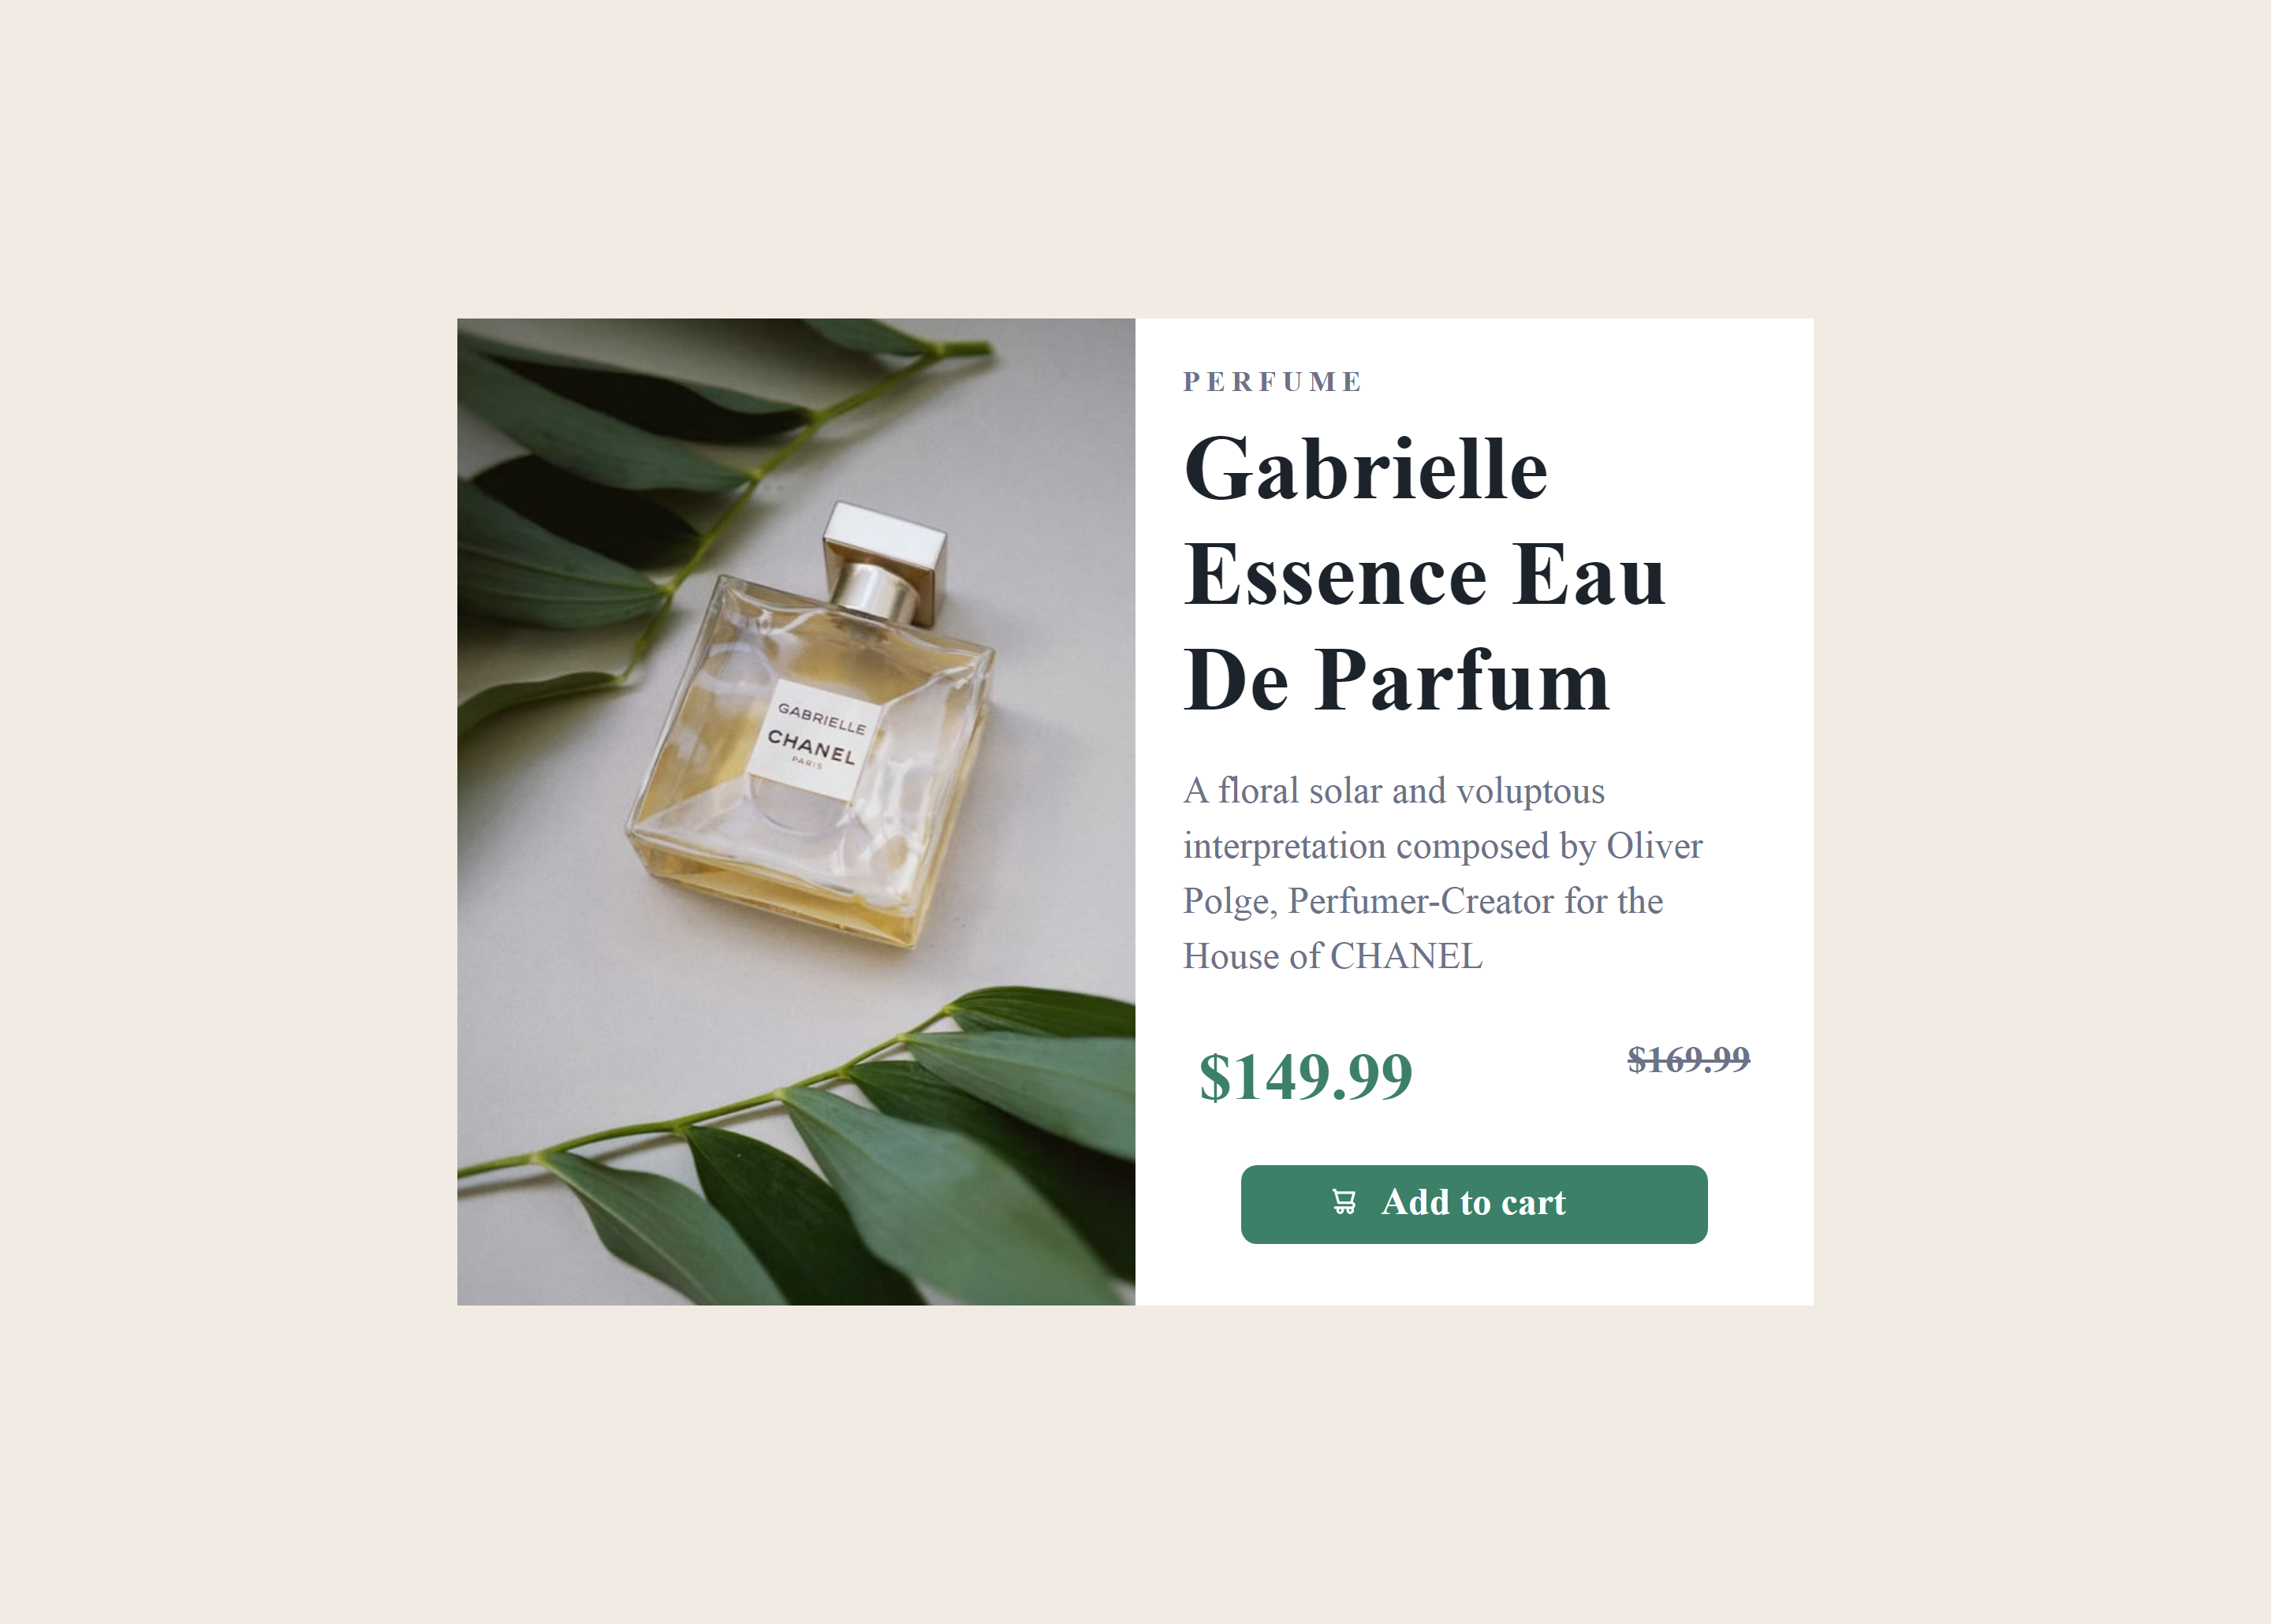 GABRIELLE
CHANEL
PARIS
PERFUME
Gabrielle
Essence Eau
De Parfum
A floral solar and voluptous
interpretation composed by Oliver
Polge, Perfumer-Creator for the
House of CHANEL
$149.99
$169.99
Add to cart